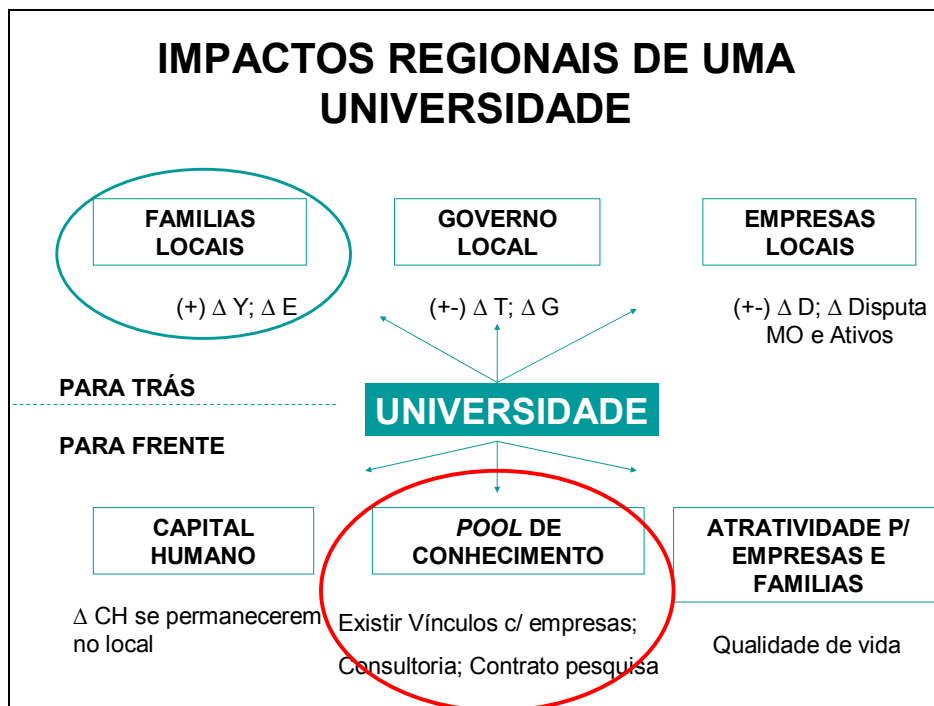 IMPACTOS REGIONAIS DE UMA
UNIVERSIDADE
FAMILIAS
LOCAIS
GOVERNO
LOCAL
EMPRESAS
LOCAIS
(+) Δ Y; Δ E
(+-) Δ T; Δ G
(+-) Δ D; Δ Disputa
MO e Ativos
PARA TRÁS
UNIVERSIDADE
PARA FRENTE
CAPITAL
HUMANO
POOL DE
CONHECIMENTO
ATRATIVIDADE P/
EMPRESAS E
FAMILIAS
Δ CH se permanecerem
no local
Existir Vínculos c/ empresas;
Consultoria; Contrato pesquisa
Qualidade de vida